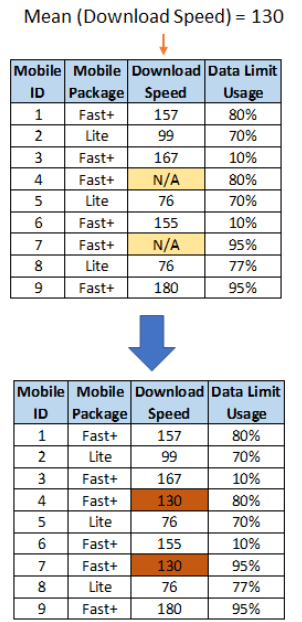 Mean (Download Speed) = 130
Mobile Mobile Download Data Limit
ID Package Speed Usage
1 Fast+ 157 80%
2 Lite 99 70%
3 Fast+ 167 10%
4 Fast+ N/A 80%
5 Lite 76 70%
6 Fast+ 155 10%
7 Fast+ N/A 95%
8 Lite 76 77%
9 Fast+ 180 95%
Mobile Mobile Download Data Limit
ID Package Speed Usage
1 Fast+ 157 80%
2 Lite 99 70%
3 Fast+ 167 10%
4 Fast+ 130 80%
5 Lite 76 70%
6 Fast+ 155 10%
7 Fast+ 130 95%
8 Lite 76 77%
9 Fast+ 180 95%